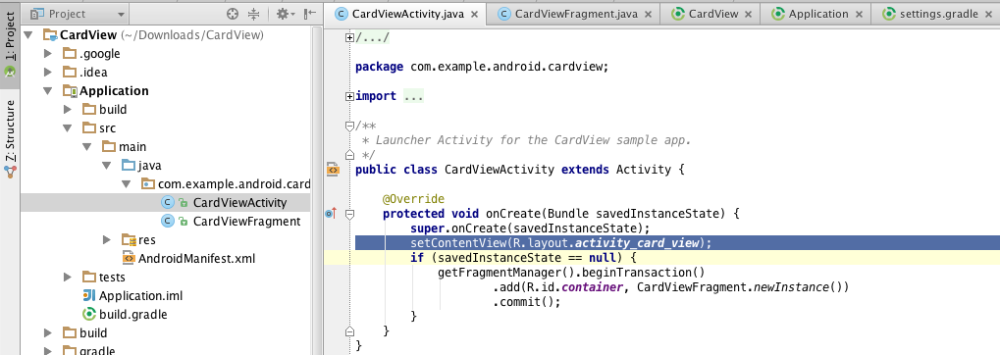 1: Project
Z: Structure
Project
CardView (~/Downloads/CardView)
.google
.idea
Application
build
src
main
java
com.example.android.card
CardViewActivity
CardViewFragment
res
AndroidManifest.xml
tests
Application.iml
build.gradle
build
gradle
CardViewActivity.java
CardViewFragment.java
CardView
Application
settings.gradle
/.../
package com.example.android.cardview;
import ...
/**
* Launcher Activity for the CardView sample app.
*/
public class CardViewActivity extends Activity {
@Override
protected void onCreate(Bundle savedInstanceState) {
super.onCreate(savedInstanceState);
setContentView(R.layout.activity_card_view);
if (savedInstanceState == null) {
getFragmentManager().beginTransaction()
.add(R.id.container, CardViewFragment.newInstance())
.commit();
}
}
}